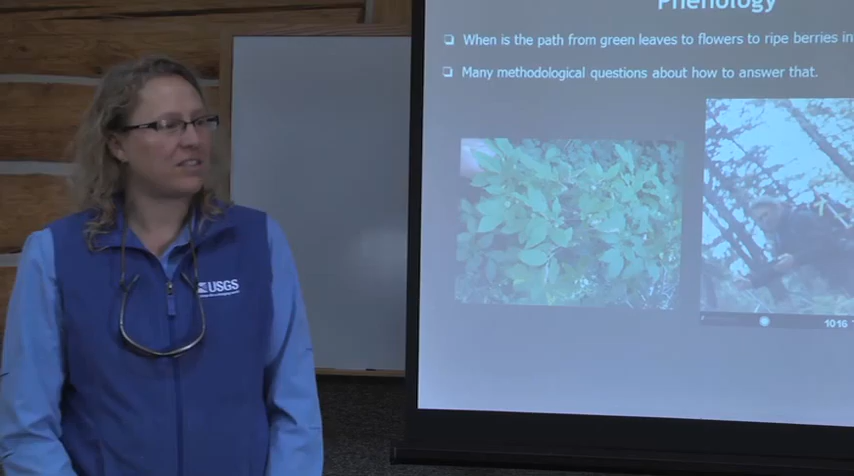 Phenology
❑ When is the path from green leaves to flowers to ripe berries in
❑ Many methodological questions about how to answer that.
USGS
1016